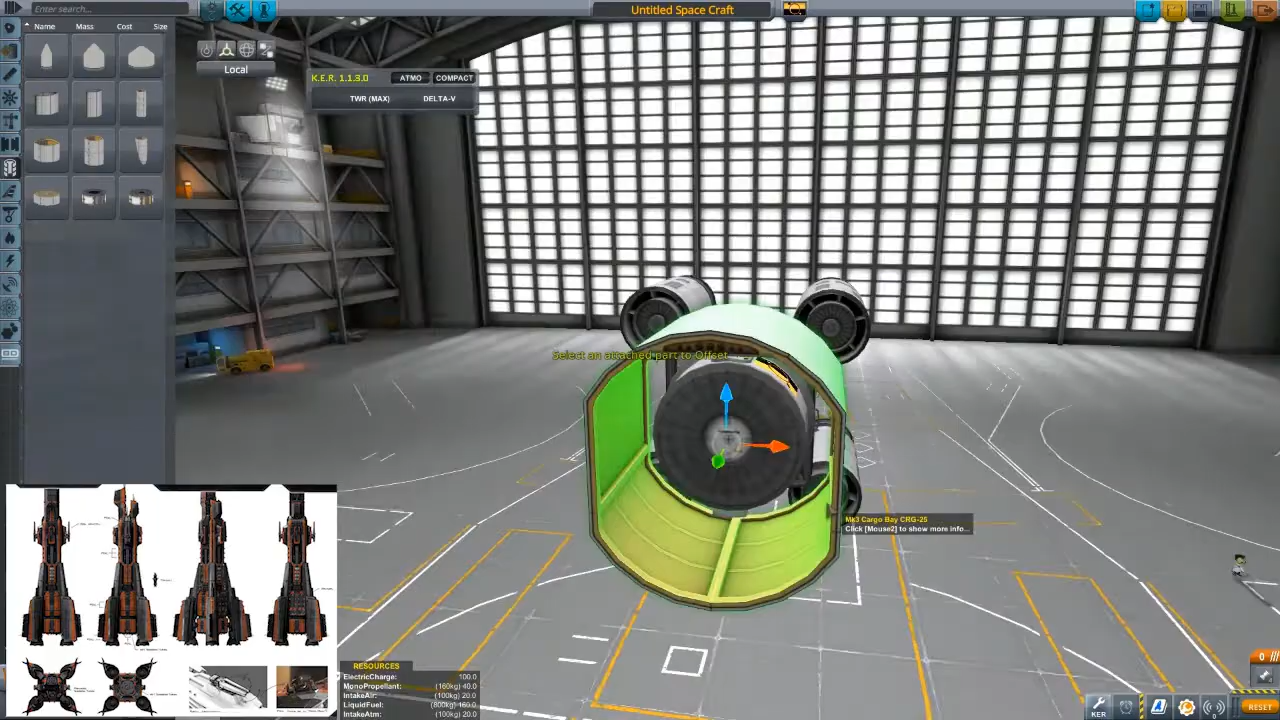 Enter search...
Untitled Space Craft
Name Mass Cost Size
Local
K.E.R. 1.1.3.0 ATMO COMPACT
TWR (MAX) DELTA-V
Select an attached part to Offset
Mk3 Cargo Bay CRG-25
Click [Mouse2] to show more info...
RESOURCES
ElectricCharge: 100.0
MonoPropellant: (160kg) 40.0
IntakeAir: (100kg) 20.0
LiquidFuel: (800kg) 160.0
IntakeAtm: (100kg) 20.0
0
KER
RESET